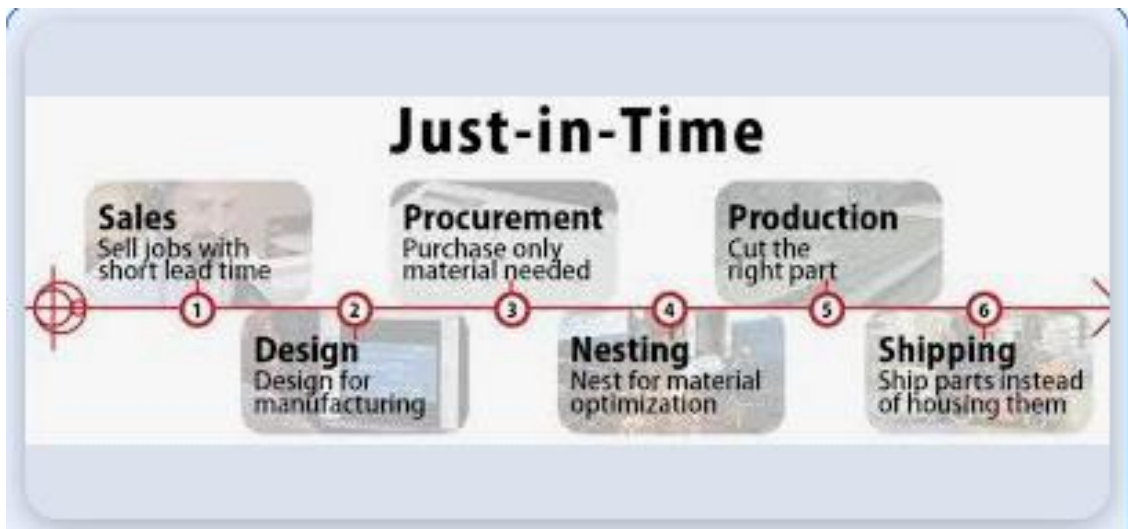 Just-in-Time
Sales
Sell jobs with
short lead time
1
2
Design
Design for
manufacturing
Procurement
Purchase only
material needed
3
4
Nesting
Nest for material
optimization
Production
Cut the
right part
5
6
Shipping
Ship parts instead
of housing them